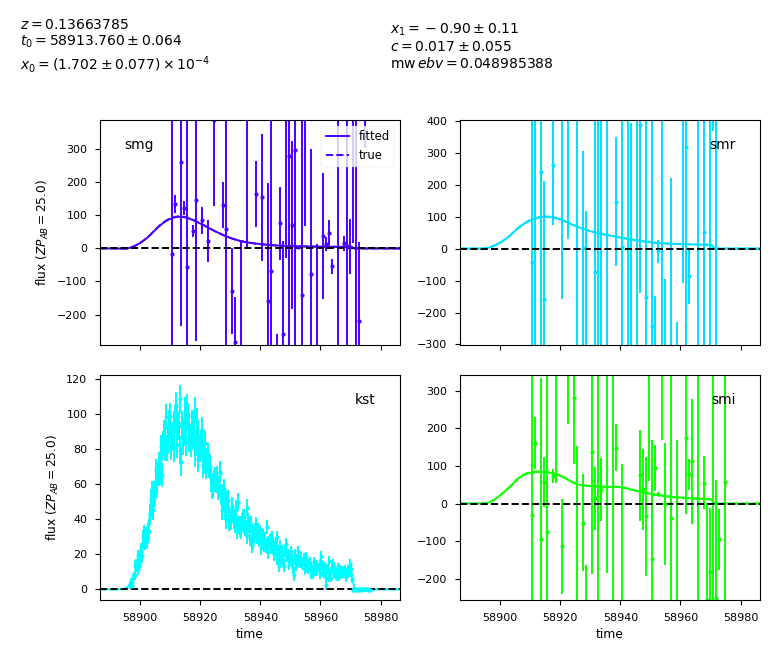 z = 0.13663785
t₀ = 58913.760 ± 0.064
x₀ = (1.702 ± 0.077) × 10⁻⁴
x₁ = −0.90 ± 0.11
c = 0.017 ± 0.055
mw ebv = 0.048985388
smg
fitted
true
300
200
100
0
−100
−200
flux (ZP_AB = 25.0)
smr
400
300
200
100
0
−100
−200
−300
kst
120
100
80
60
40
20
0
flux (ZP_AB = 25.0)
58900 58920 58940 58960 58980
time
smi
300
200
100
0
−100
−200
58900 58920 58940 58960 58980
time